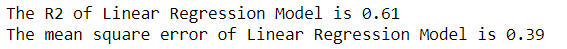 The R2 of Linear Regression Model is 0.61
The mean square error of Linear Regression Model is 0.39